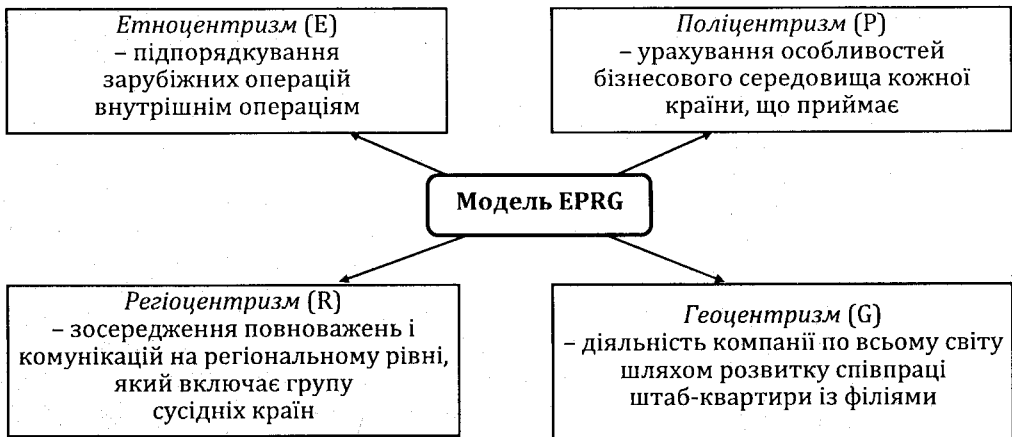 Етноцентризм (E)
– підпорядкування
зарубіжних операцій
внутрішнім операціям
Поліцентризм (P)
– урахування особливостей
бізнесового середовища кожної
країни, що приймає
Модель EPRG
Регіоцентризм (R)
– зосередження повноважень і
комунікацій на регіональному рівні,
який включає групу
сусідніх країн
Геоцентризм (G)
– діяльність компанії по всьому світу
шляхом розвитку співпраці
штаб-квартири із філіями